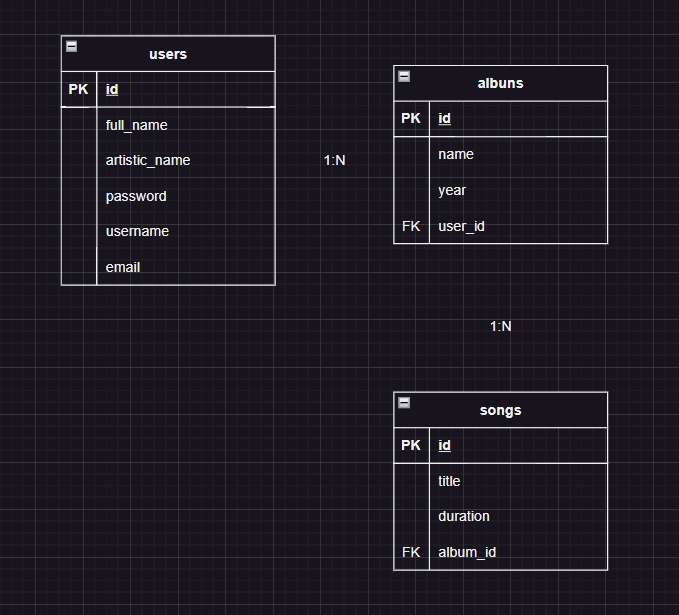 users
PK id
full_name
artistic_name
password
username
email
1:N
albuns
PK id
name
year
FK user_id
1:N
songs
PK id
title
duration
FK album_id